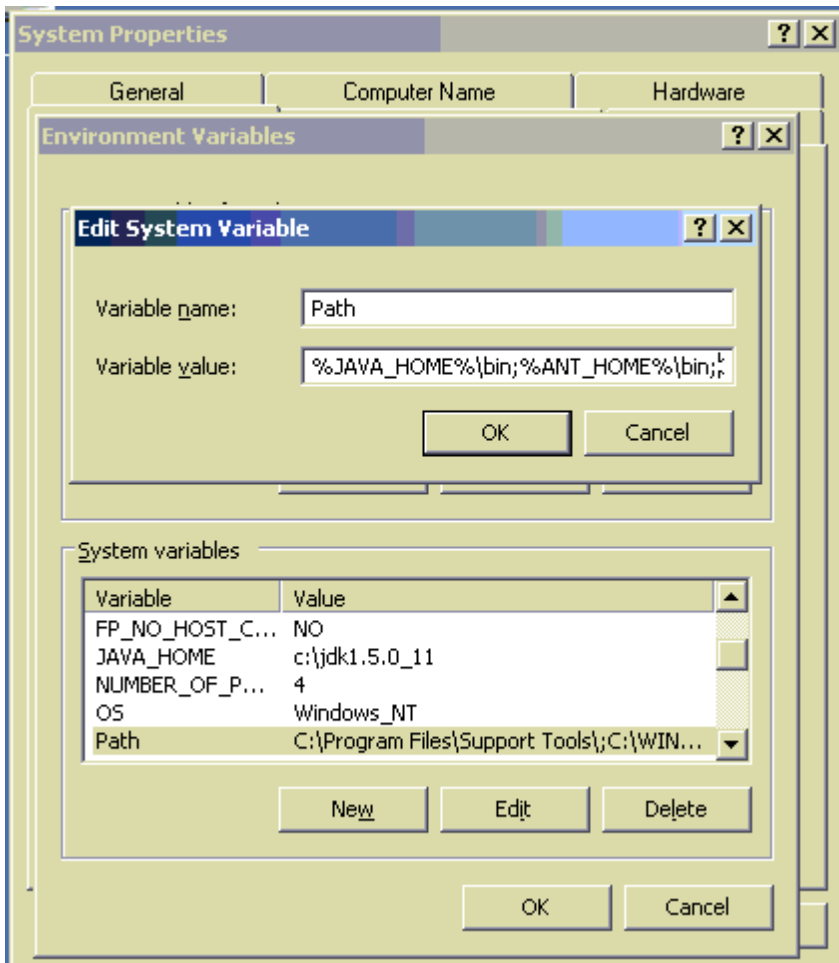 System Properties
General Computer Name Hardware
Environment Variables
Edit System Variable
Variable name: Path
Variable value: %JAVA_HOME%\bin;%ANT_HOME%\bin;
OK Cancel
System variables
Variable Value
FP_NO_HOST_C... NO
JAVA_HOME c:\jdk1.5.0_11
NUMBER_OF_P... 4
OS Windows_NT
Path C:\Program Files\Support Tools\;C:\WIN...
New Edit Delete
OK Cancel